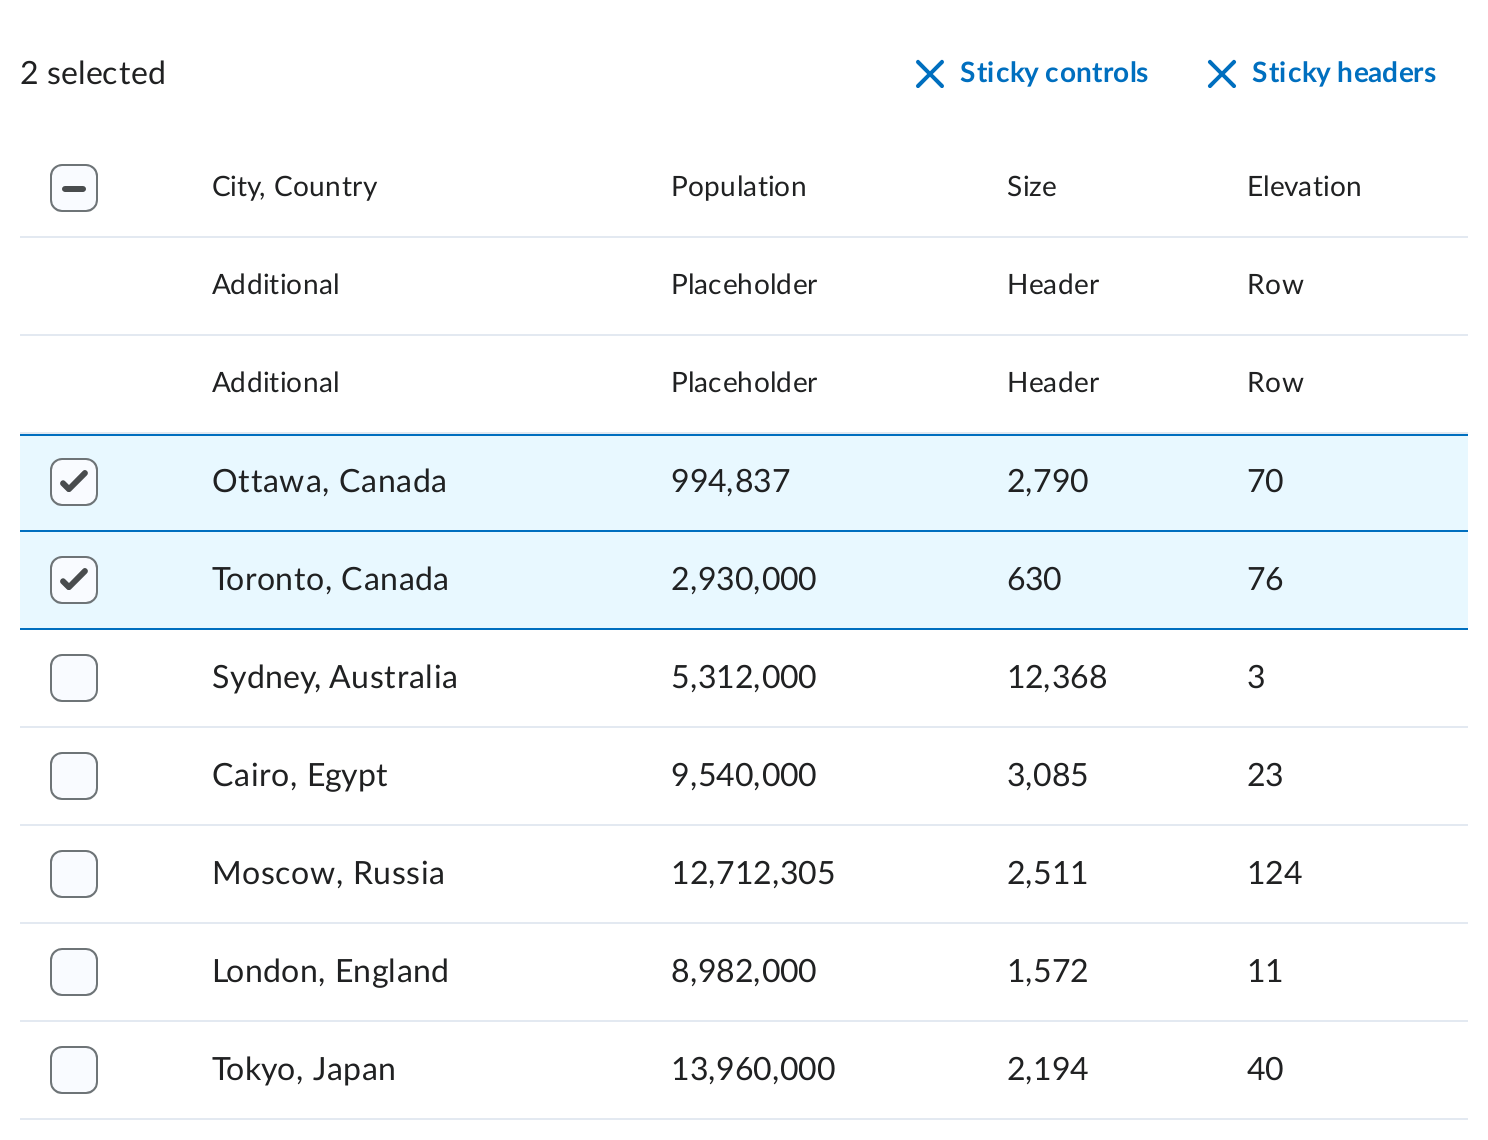 2 selected Sticky controls Sticky headers
City, Country Population Size Elevation
Additional Placeholder Header Row
Additional Placeholder Header Row
Ottawa, Canada 994,837 2,790 70
Toronto, Canada 2,930,000 630 76
Sydney, Australia 5,312,000 12,368 3
Cairo, Egypt 9,540,000 3,085 23
Moscow, Russia 12,712,305 2,511 124
London, England 8,982,000 1,572 11
Tokyo, Japan 13,960,000 2,194 40